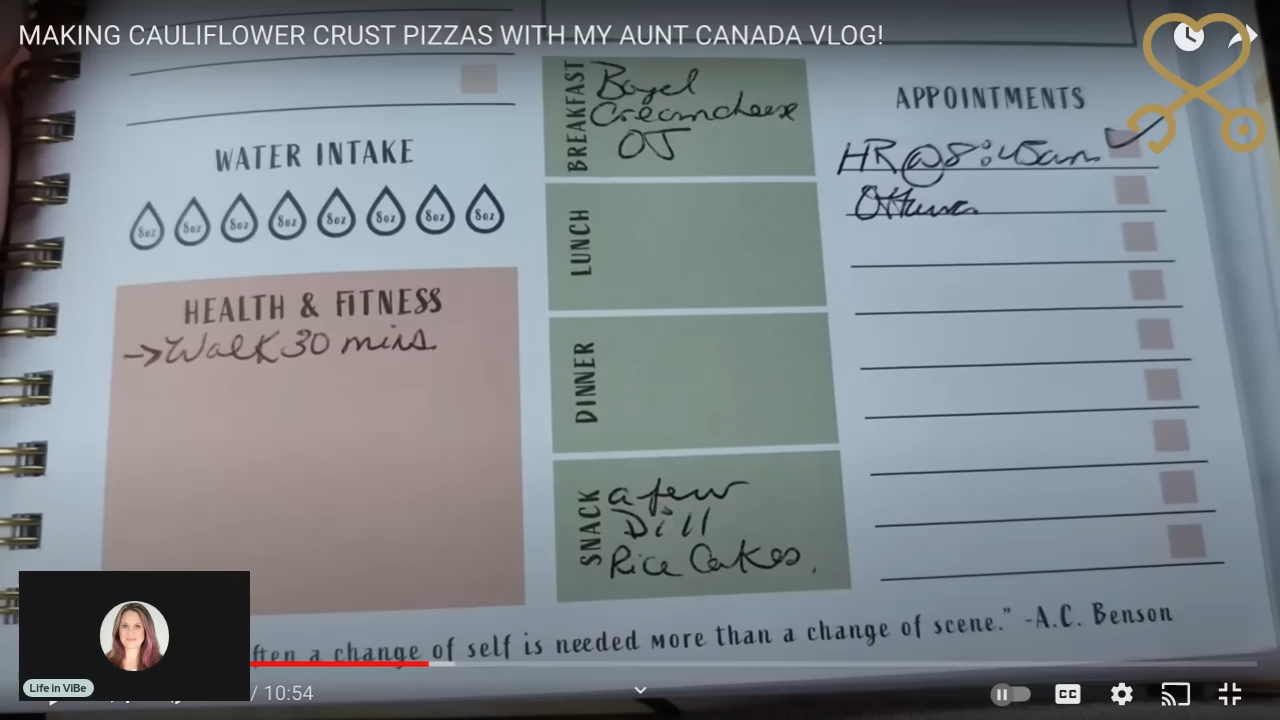 MAKING CAULIFLOWER CRUST PIZZAS WITH MY AUNT CANADA VLOG!
WATER INTAKE
8oz 8oz 8oz 8oz 8oz 8oz 8oz 8oz
HEALTH & FITNESS
→Walk 30 mins.
BREAKFAST
Bagel
Creamcheese
OJ
LUNCH
DINNER
SNACK
a few
Dill
Rice Cakes.
APPOINTMENTS
HR @ 8:45am
Ottawa
ften a change of self is needed more than a change of scene." -A.C. Benson
Life in ViBe
/ 10:54
CC